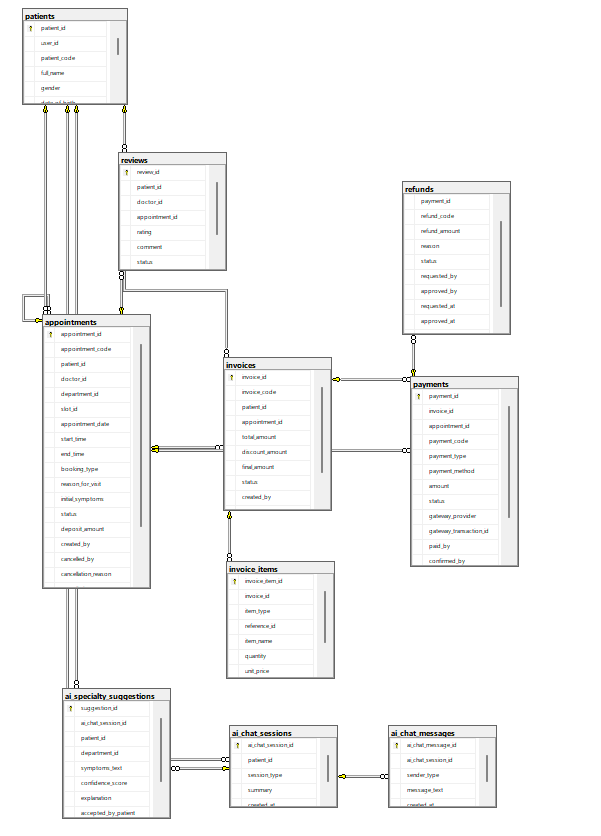 patients
patient_id
user_id
patient_code
full_name
gender
date_of_birth
reviews
review_id
patient_id
doctor_id
appointment_id
rating
comment
status
refunds
payment_id
refund_code
refund_amount
reason
status
requested_by
approved_by
requested_at
approved_at
appointments
appointment_id
appointment_code
patient_id
doctor_id
department_id
slot_id
appointment_date
start_time
end_time
booking_type
reason_for_visit
initial_symptoms
status
deposit_amount
created_by
cancelled_by
cancellation_reason
invoices
invoice_id
invoice_code
patient_id
appointment_id
total_amount
discount_amount
final_amount
status
created_by
payments
payment_id
invoice_id
appointment_id
payment_code
payment_type
payment_method
amount
status
gateway_provider
gateway_transaction_id
paid_by
confirmed_by
invoice_items
invoice_item_id
invoice_id
item_type
reference_id
item_name
quantity
unit_price
ai_specialty_suggestions
suggestion_id
ai_chat_session_id
patient_id
department_id
symptoms_text
confidence_score
explanation
accepted_by_patient
ai_chat_sessions
ai_chat_session_id
patient_id
session_type
summary
created_at
ai_chat_messages
ai_chat_message_id
ai_chat_session_id
sender_type
message_text
created_at